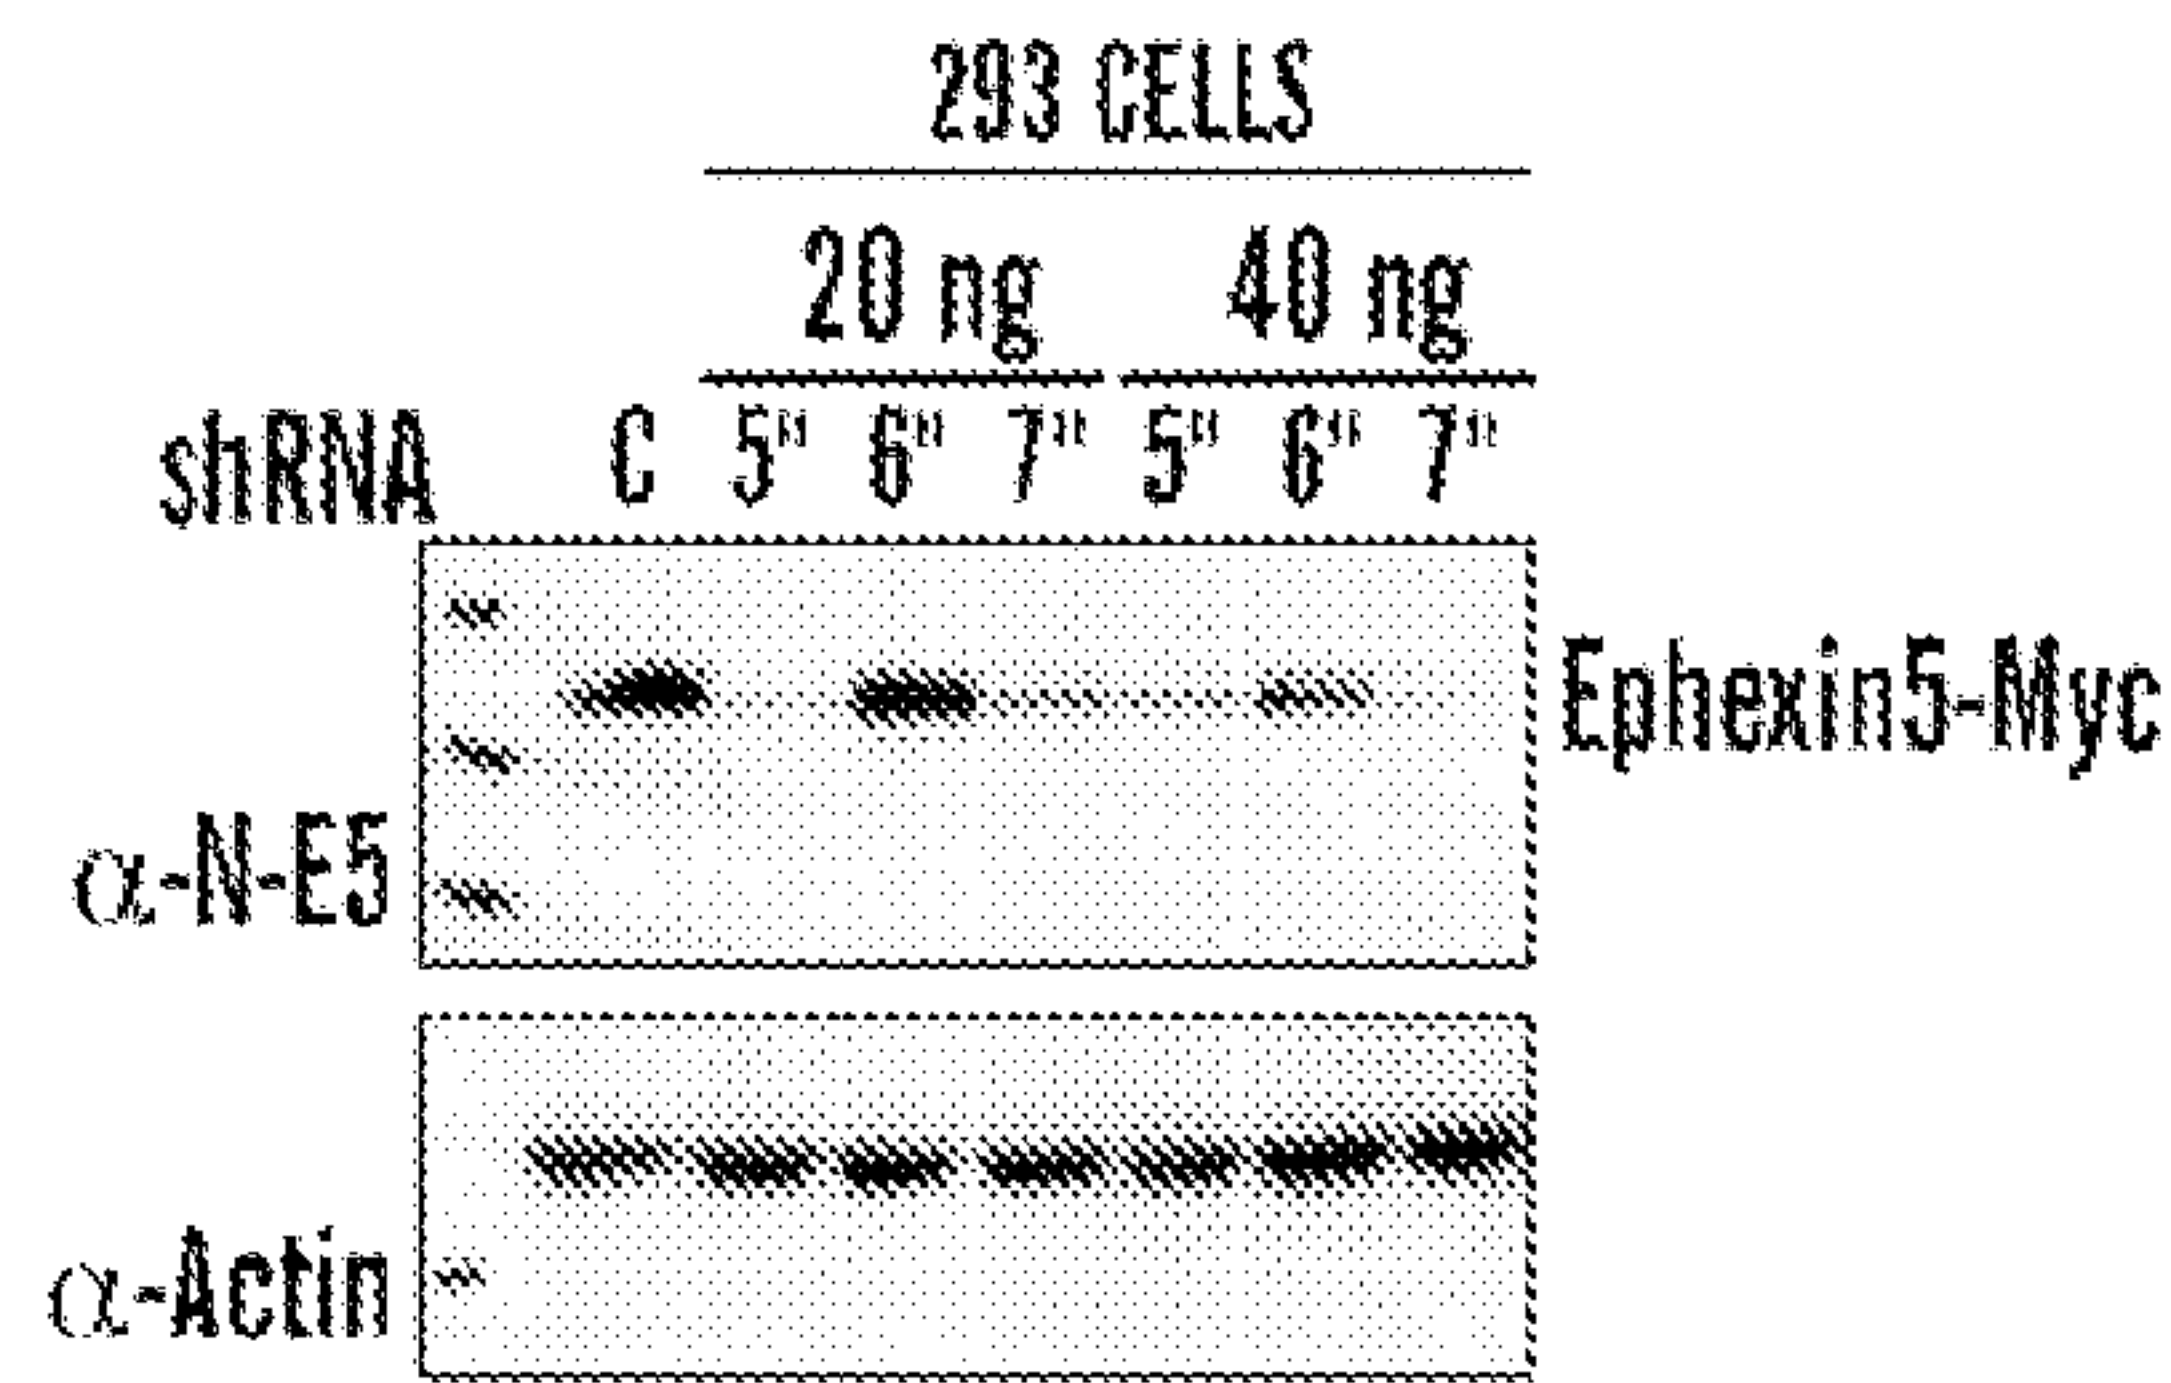 293 CELLS
20 ng 40 ng
shRNA C 5" 6" 7" 5" 6" 7"
Ephexin5-Myc
α-N-E5
α-Actin